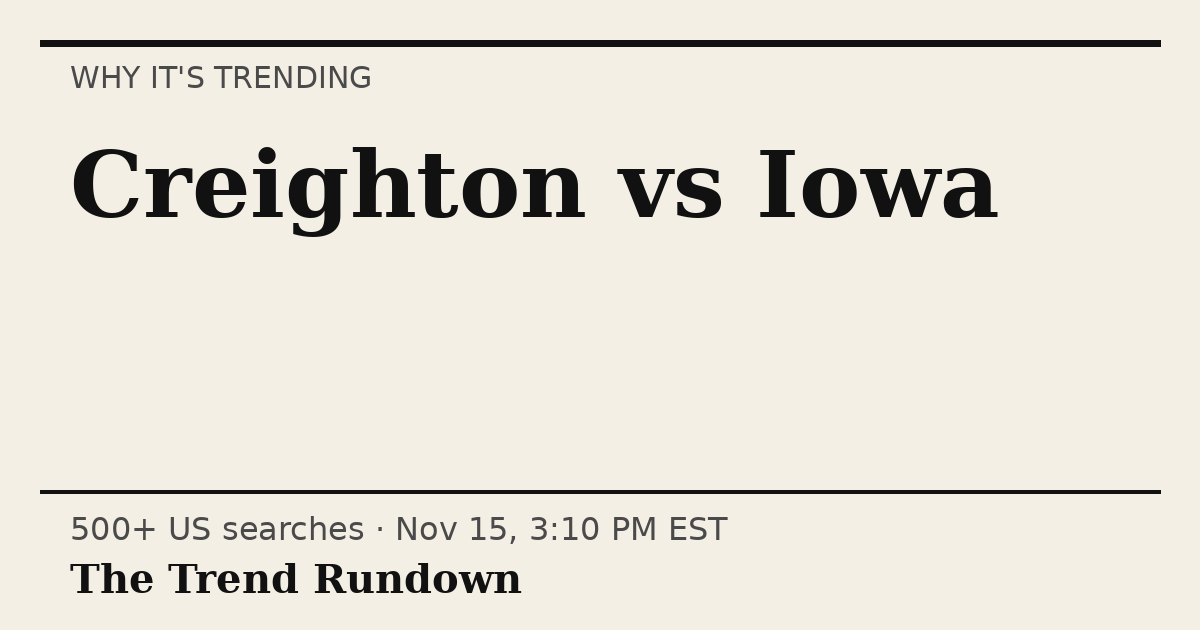 WHY IT'S TRENDING
Creighton vs Iowa
500+ US searches · Nov 15, 3:10 PM EST
The Trend Rundown